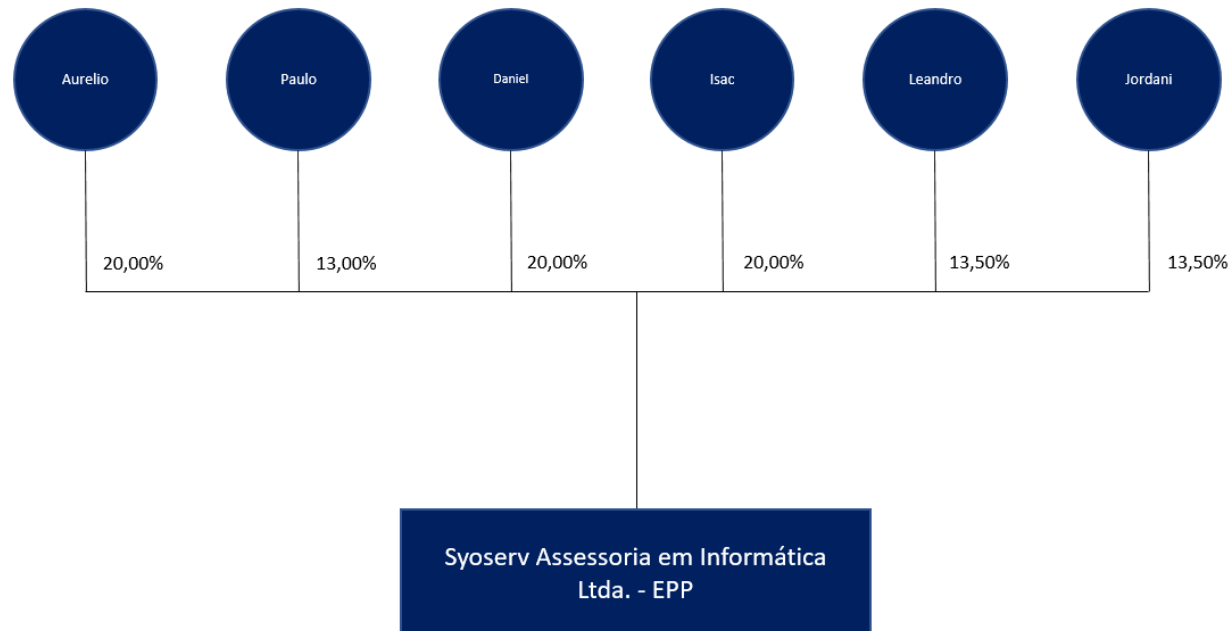 Aurelio
Paulo
Daniel
Isac
Leandro
Jordani
20,00%
13,00%
20,00%
20,00%
13,50%
13,50%
Syoserv Assessoria em Informática
Ltda. - EPP